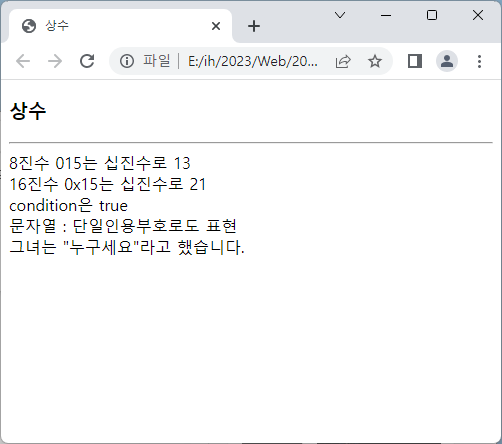 상수
파일 E:/ih/2023/Web/20...
상수
8진수 015는 십진수로 13
16진수 0x15는 십진수로 21
condition은 true
문자열 : 단일인용부호로도 표현
그녀는 "누구세요"라고 했습니다.